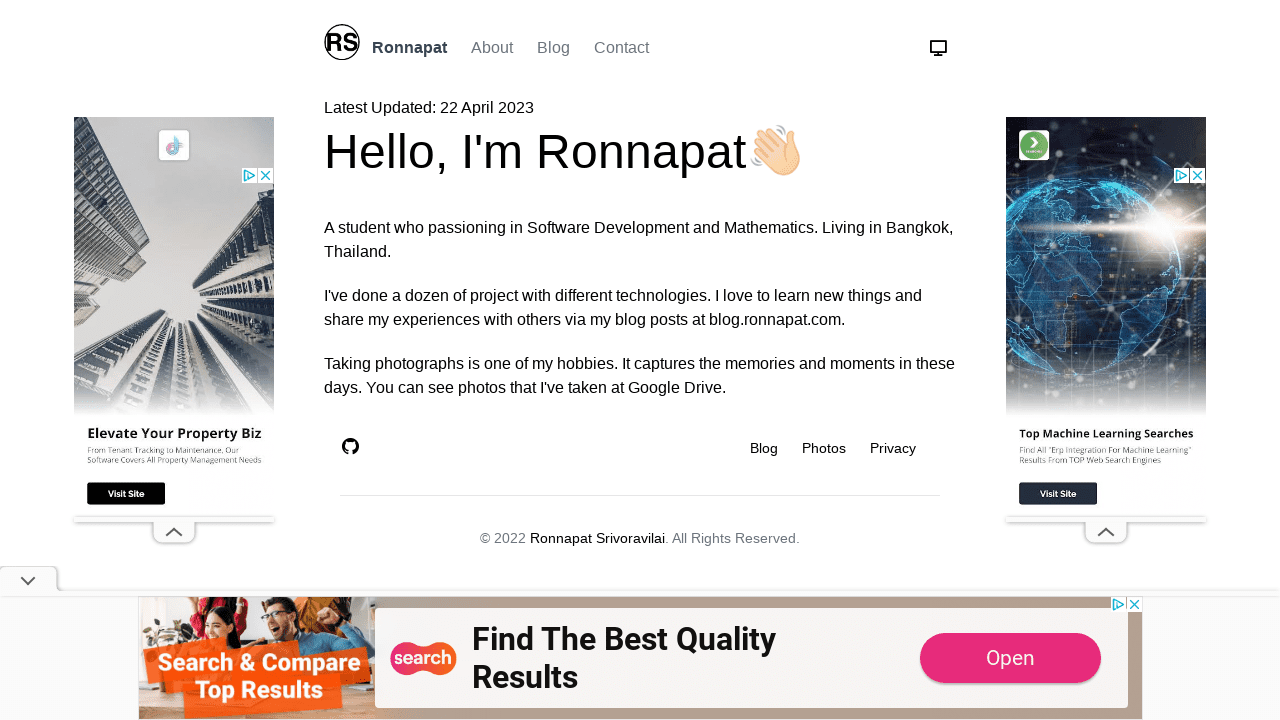 RS
Ronnapat
About
Blog
Contact
Latest Updated: 22 April 2023
Hello, I'm Ronnapat
A student who passioning in Software Development and Mathematics. Living in Bangkok,
Thailand.
I've done a dozen of project with different technologies. I love to learn new things and
share my experiences with others via my blog posts at blog.ronnapat.com.
Taking photographs is one of my hobbies. It captures the memories and moments in these
days. You can see photos that I've taken at Google Drive.
Blog
Photos
Privacy
© 2022 Ronnapat Srivoravilai. All Rights Reserved.
Elevate Your Property Biz
From Tenant Tracking to Maintenance, Our
Software Covers All Property Management Needs
Visit Site
Top Machine Learning Searches
Find All "Erp Integration For Machine Learning"
Results From TOP Web Search Engines
Visit Site
Search & Compare
Top Results
search
Find The Best Quality
Results
Open